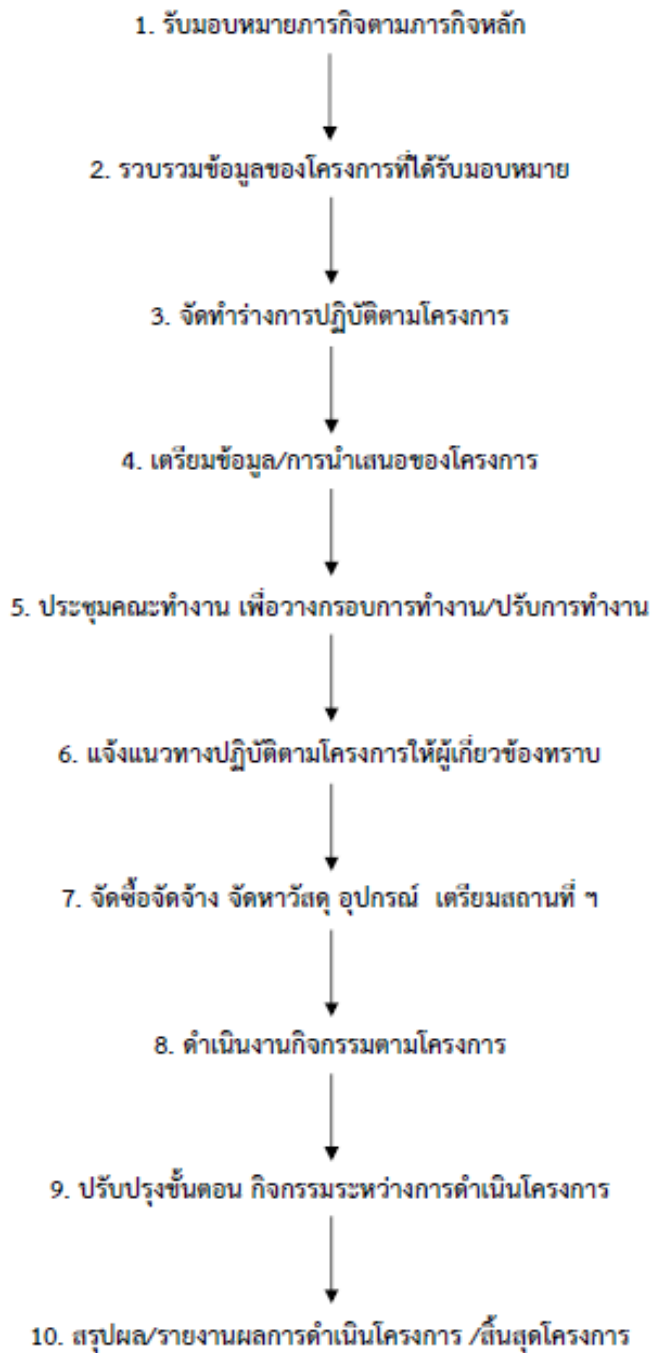 1. รับมอบหมายภารกิจตามภารกิจหลัก
2. รวบรวมข้อมูลของโครงการที่ได้รับมอบหมาย
3. จัดทำร่างการปฏิบัติตามโครงการ
4. เตรียมข้อมูล/การนำเสนอของโครงการ
5. ประชุมคณะทำงาน เพื่อวางกรอบการทำงาน/ปรับการทำงาน
6. แจ้งแนวทางปฏิบัติตามโครงการให้ผู้เกี่ยวข้องทราบ
7. จัดซื้อจัดจ้าง จัดหาวัสดุ อุปกรณ์ เตรียมสถานที่ ฯ
8. ดำเนินงานกิจกรรมตามโครงการ
9. ปรับปรุงขั้นตอน กิจกรรมระหว่างการดำเนินโครงการ
10. สรุปผล/รายงานผลการดำเนินโครงการ /สิ้นสุดโครงการ